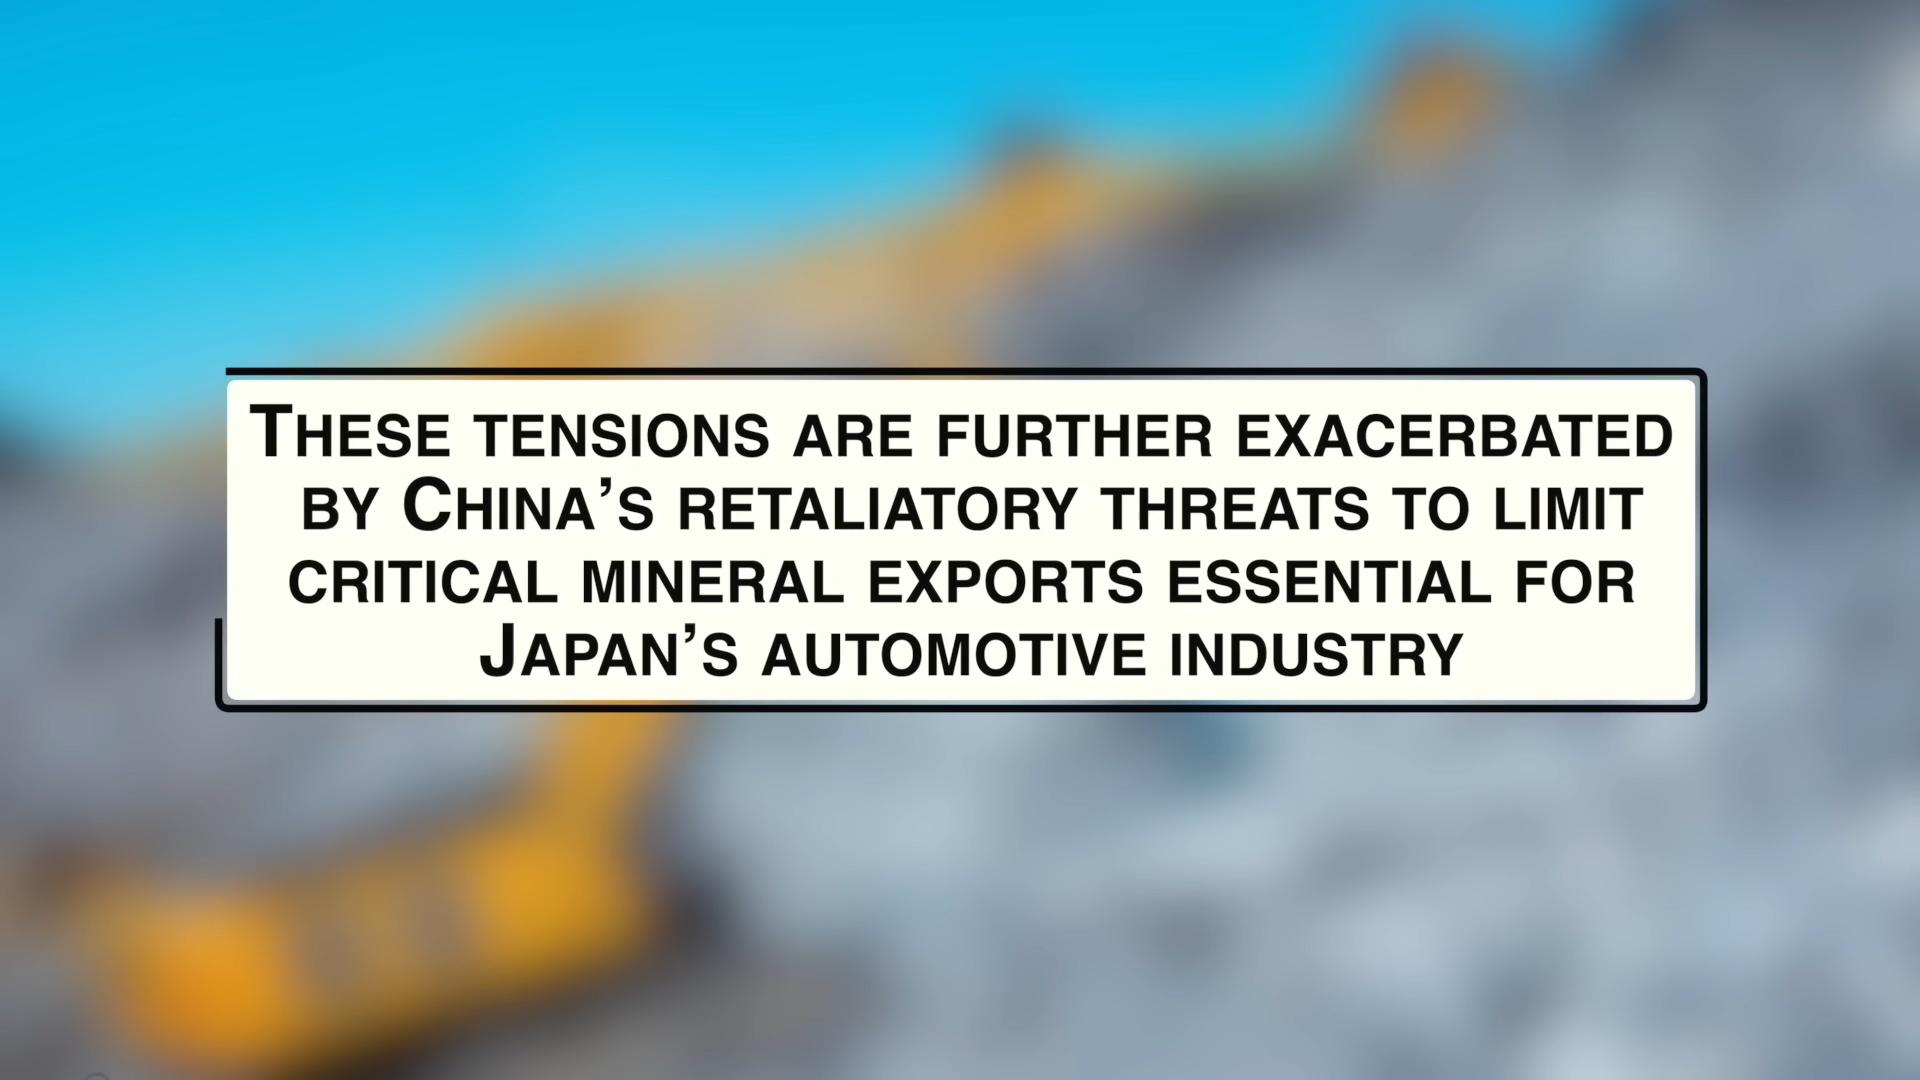 These tensions are further exacerbated
by China’s retaliatory threats to limit
critical mineral exports essential for
Japan’s automotive industry